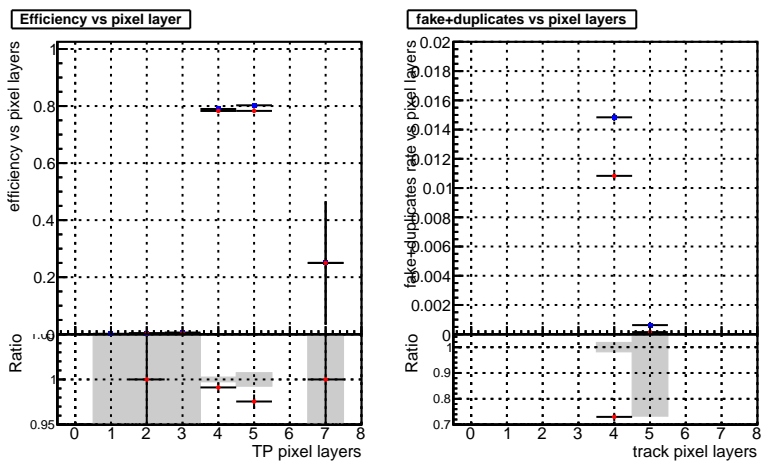 Efficiency vs pixel layer
efficiency vs pixel layers
1
0.8
0.6
0.4
0.2
0
Ratio
1
0.95
0 1 2 3 4 5 6 7 8
TP pixel layers
fake+duplicates vs pixel layers
fake+duplicates rate vs pixel layers
0.02
0.018
0.016
0.014
0.012
0.01
0.008
0.006
0.004
0.002
0
Ratio
1
0.9
0.8
0.7
0 1 2 3 4 5 6 7 8
track pixel layers